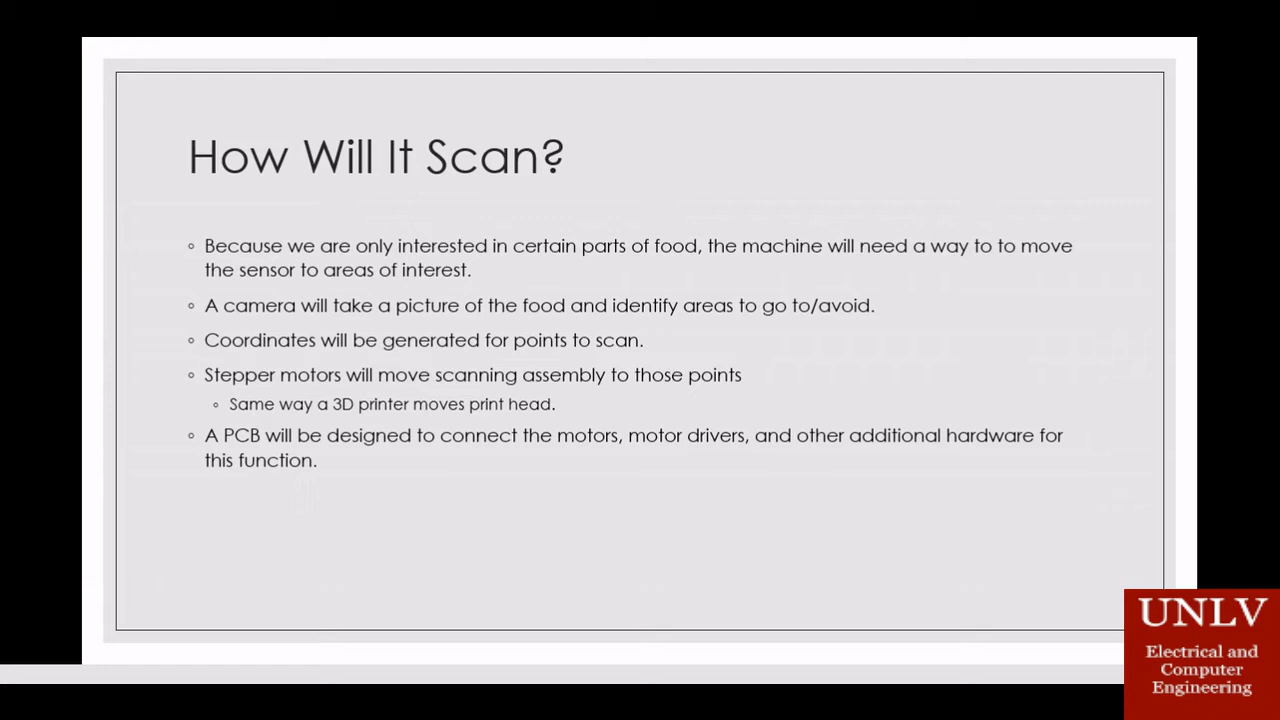 How Will It Scan?
◦ Because we are only interested in certain parts of food, the machine will need a way to to move
the sensor to areas of interest.
◦ A camera will take a picture of the food and identify areas to go to/avoid.
◦ Coordinates will be generated for points to scan.
◦ Stepper motors will move scanning assembly to those points
◦ Same way a 3D printer moves print head.
◦ A PCB will be designed to connect the motors, motor drivers, and other additional hardware for
this function.
UNLV
Electrical and
Computer
Engineering